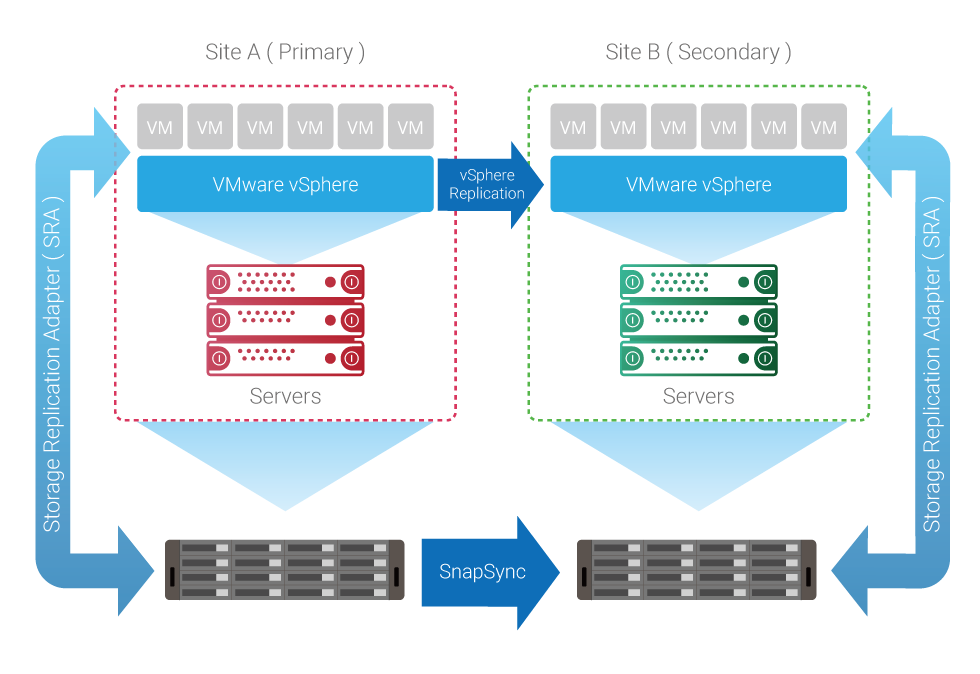 Site A ( Primary )
Site B ( Secondary )
VM VM VM VM VM VM
VM VM VM VM VM VM
VMware vSphere
vSphere
Replication
VMware vSphere
Storage Replication Adapter ( SRA )
Storage Replication Adapter ( SRA )
Servers
Servers
SnapSync